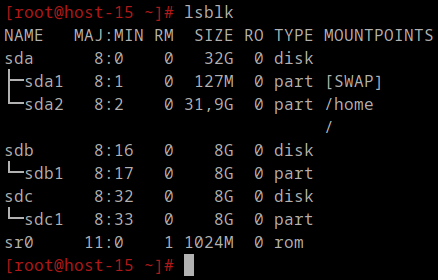 [root@host-15 ~]# lsblk
NAME   MAJ:MIN RM  SIZE RO TYPE MOUNTPOINTS
sda      8:0    0   32G  0 disk
├─sda1   8:1    0  127M  0 part [SWAP]
└─sda2   8:2    0 31,9G  0 part /home
                                /
sdb      8:16   0    8G  0 disk
└─sdb1   8:17   0    8G  0 part
sdc      8:32   0    8G  0 disk
└─sdc1   8:33   0    8G  0 part
sr0     11:0    1 1024M  0 rom
[root@host-15 ~]#